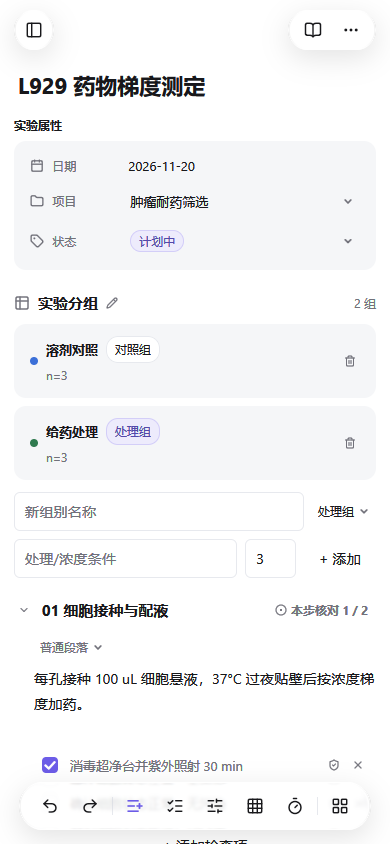 L929 药物梯度测定
实验属性
日期 2026-11-20
项目 肿瘤耐药筛选
状态 计划中
实验分组 2 组
溶剂对照 对照组
n=3
给药处理 处理组
n=3
新组别名称 处理组
处理/浓度条件 3 + 添加
01 细胞接种与配液 本步核对 1 / 2
普通段落
每孔接种 100 uL 细胞悬液，37°C 过夜贴壁后按浓度梯
度加药。
消毒超净台并紫外照射 30 min
+ 添加检查项